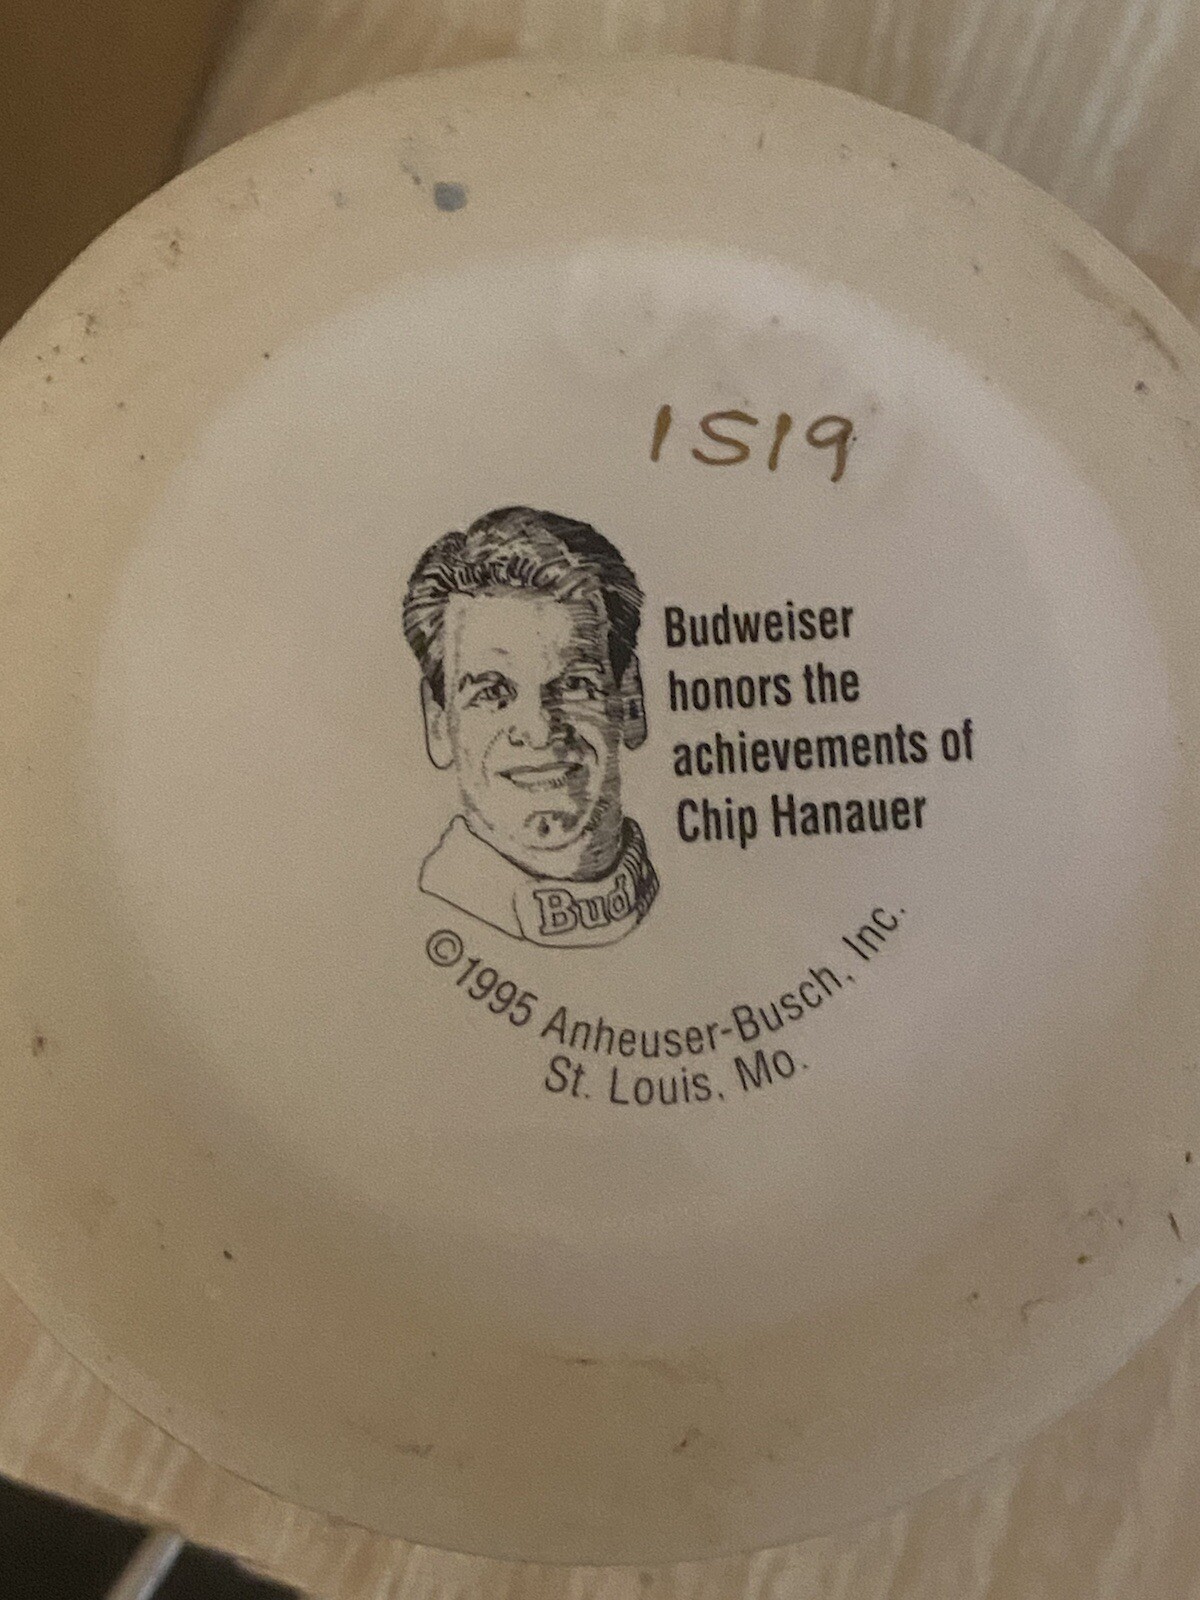 1519
Budweiser
honors the
achievements of
Chip Hanauer
Bud
©1995 Anheuser-Busch, Inc.
St. Louis, Mo.